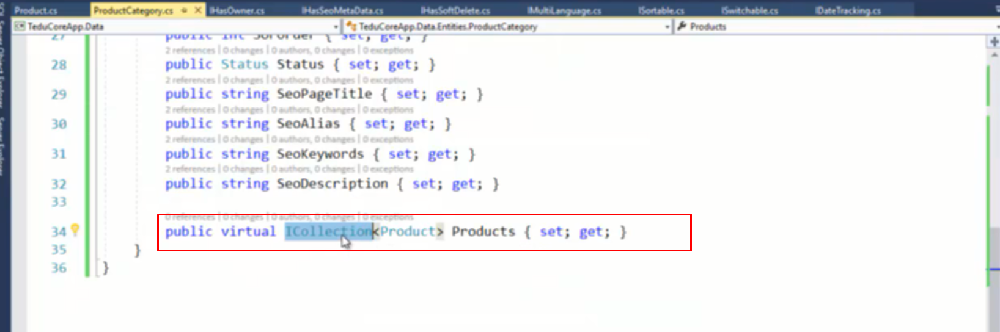 Product.cs ProductCategory.cs IHasOwner.cs IHasSeoMetaData.cs IHasSoftDelete.cs IMultiLanguage.cs ISortable.cs ISwitchable.cs IDateTracking.cs
TeduCoreApp.Data TeduCoreApp.Data.Entities.ProductCategory Products
27 public int SortOrder { set; get; }
2 references | 0 changes | 0 authors, 0 changes | 0 exceptions
28 public Status Status { set; get; }
2 references | 0 changes | 0 authors, 0 changes | 0 exceptions
29 public string SeoPageTitle { set; get; }
2 references | 0 changes | 0 authors, 0 changes | 0 exceptions
30 public string SeoAlias { set; get; }
2 references | 0 changes | 0 authors, 0 changes | 0 exceptions
31 public string SeoKeywords { set; get; }
2 references | 0 changes | 0 authors, 0 changes | 0 exceptions
32 public string SeoDescription { set; get; }
33
0 references | 0 changes | 0 authors, 0 changes | 0 exceptions
34 public virtual ICollection<Product> Products { set; get; }
35 }
36 }
Server Explorer